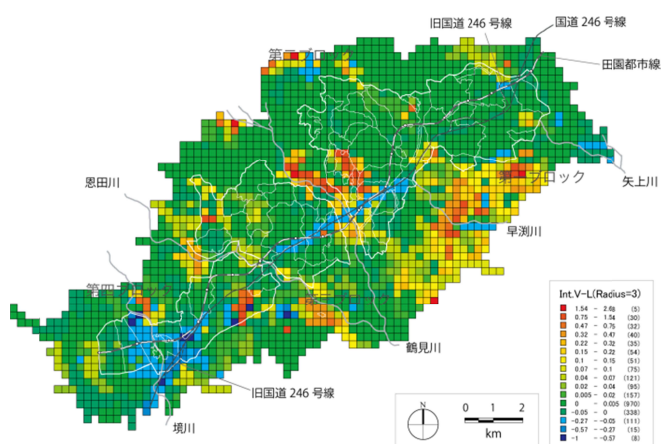 旧国道 246 号線
国道 246 号線
田園都市線
恩田川
矢上川
早渕川
鶴見川
旧国道 246 号線
境川
N
0 1 2
km
Int.V-L(Radius=3)
1.54 - 2.68 (5)
0.75 - 1.54 (30)
0.47 - 0.75 (32)
0.32 - 0.47 (40)
0.22 - 0.32 (35)
0.15 - 0.22 (54)
0.1 - 0.15 (51)
0.07 - 0.1 (75)
0.04 - 0.07 (121)
0.02 - 0.04 (95)
0.005 - 0.02 (157)
0 - 0.005 (970)
-0.05 - 0 (338)
-0.27 - -0.05 (111)
-0.57 - -0.27 (15)
-1 - -0.57 (8)